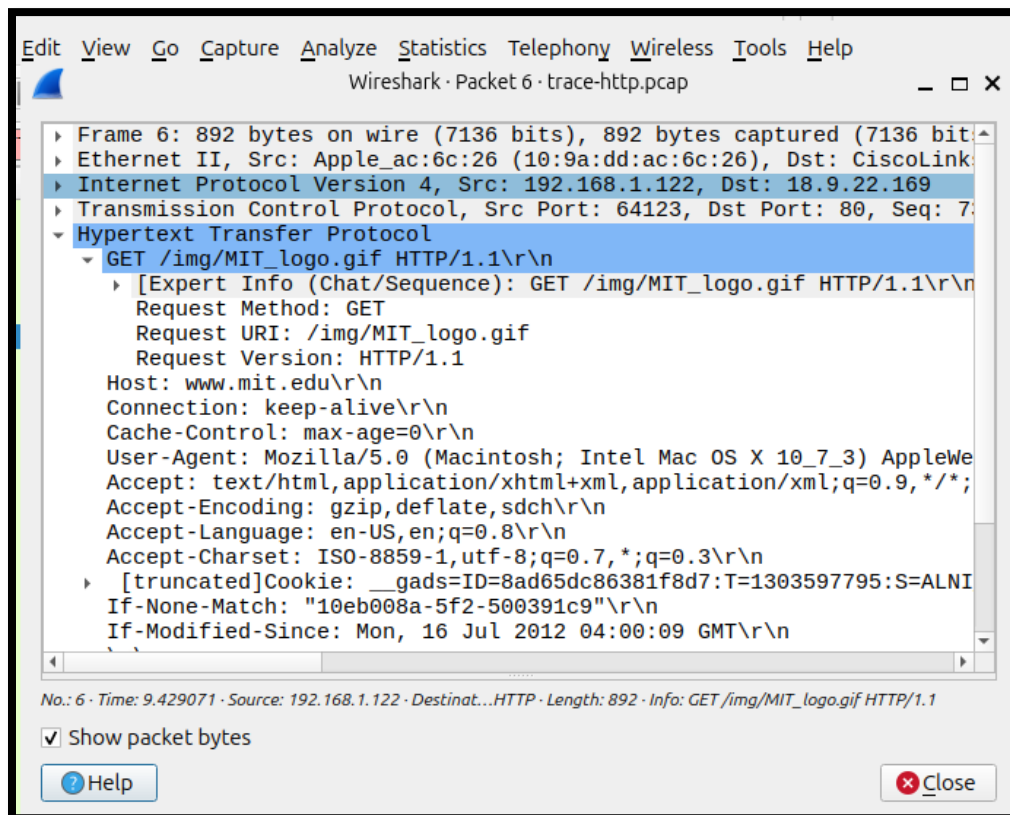 Edit View Go Capture Analyze Statistics Telephony Wireless Tools Help
Wireshark · Packet 6 · trace-http.pcap
Frame 6: 892 bytes on wire (7136 bits), 892 bytes captured (7136 bit
Ethernet II, Src: Apple_ac:6c:26 (10:9a:dd:ac:6c:26), Dst: CiscoLink
Internet Protocol Version 4, Src: 192.168.1.122, Dst: 18.9.22.169
Transmission Control Protocol, Src Port: 64123, Dst Port: 80, Seq: 7
Hypertext Transfer Protocol
GET /img/MIT_logo.gif HTTP/1.1\r\n
[Expert Info (Chat/Sequence): GET /img/MIT_logo.gif HTTP/1.1\r\n
Request Method: GET
Request URI: /img/MIT_logo.gif
Request Version: HTTP/1.1
Host: www.mit.edu\r\n
Connection: keep-alive\r\n
Cache-Control: max-age=0\r\n
User-Agent: Mozilla/5.0 (Macintosh; Intel Mac OS X 10_7_3) AppleWe
Accept: text/html,application/xhtml+xml,application/xml;q=0.9,*/*;
Accept-Encoding: gzip,deflate,sdch\r\n
Accept-Language: en-US,en;q=0.8\r\n
Accept-Charset: ISO-8859-1,utf-8;q=0.7,*;q=0.3\r\n
[truncated]Cookie: __gads=ID=8ad65dc86381f8d7:T=1303597795:S=ALNI
If-None-Match: "10eb008a-5f2-500391c9"\r\n
If-Modified-Since: Mon, 16 Jul 2012 04:00:09 GMT\r\n
No.: 6 · Time: 9.429071 · Source: 192.168.1.122 · Destinat...HTTP · Length: 892 · Info: GET /img/MIT_logo.gif HTTP/1.1
Show packet bytes
Help
Close